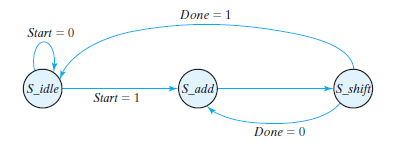 Done = 1
Start = 0
S_idle
S_add
S_shift
Start = 1
Done = 0